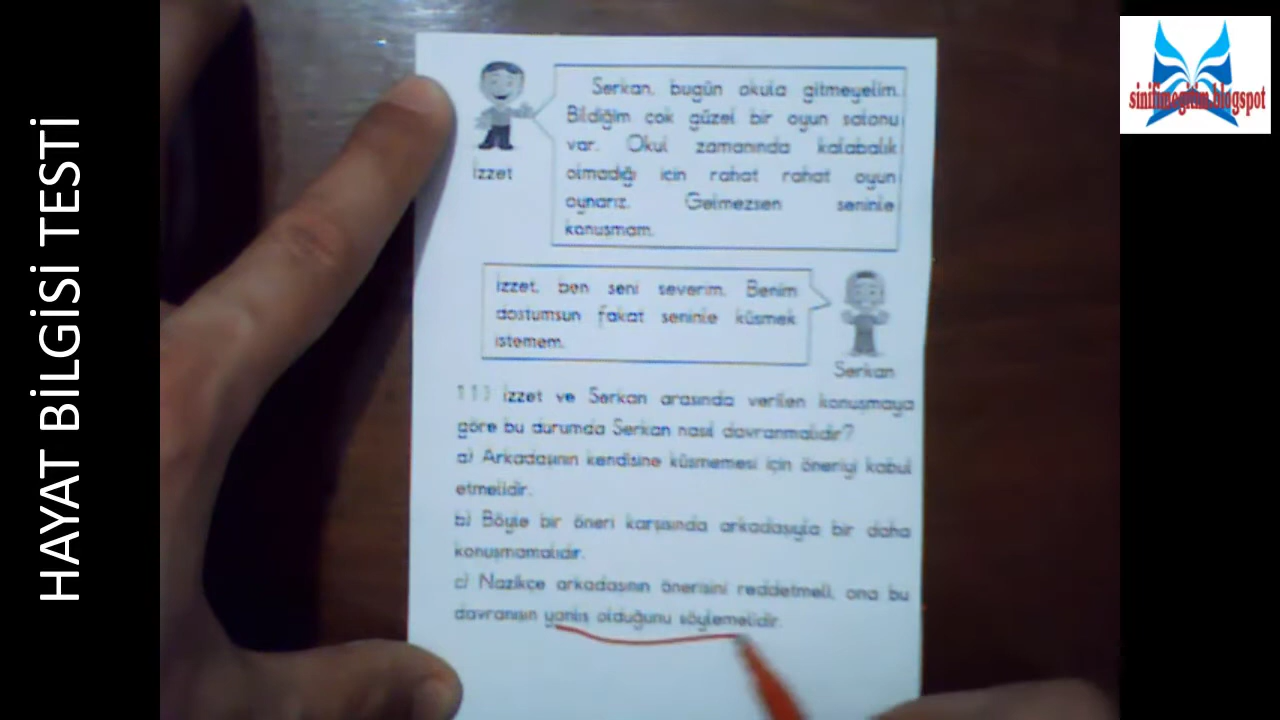 HAYAT BİLGİSİ TESTİ
sinifimegitim.blogspot
Serkan, bugün okula gitmeyelim.
Bildiğim çok güzel bir oyun salonu
var. Okul zamanında kalabalık
olmadığı için rahat rahat oyun
oynarız. Gelmezsen seninle
konuşmam.
İzzet
İzzet, ben seni severim. Benim
dostumsun fakat seninle küsmek
istemem.
Serkan
11) İzzet ve Serkan arasında verilen konuşmaya
göre bu durumda Serkan nasıl davranmalıdır?
a) Arkadaşının kendisine küsmemesi için öneriyi kabul
etmelidir.
b) Böyle bir öneri karşısında arkadaşıyla bir daha
konuşmamalıdır.
c) Nazikçe arkadaşının önerisini reddetmeli, ona bu
davranışın yanlış olduğunu söylemelidir.